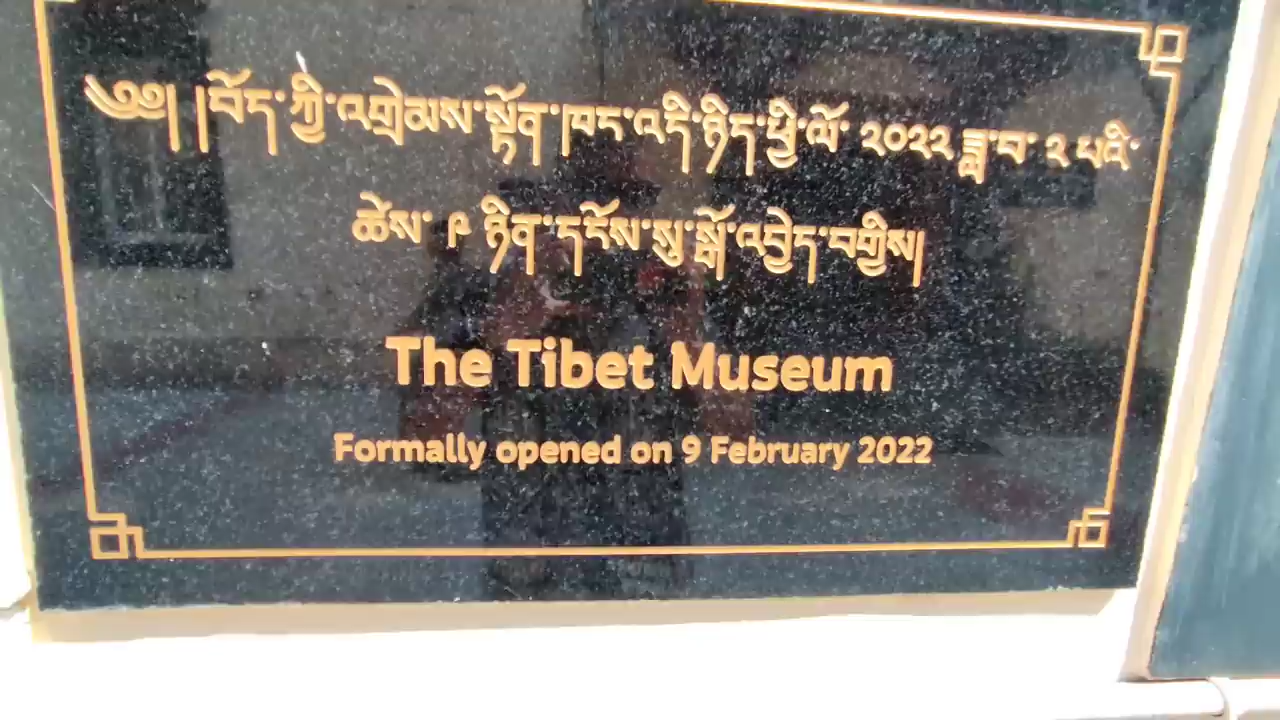 ༄༅། །བོད་ཀྱི་འགྲེམས་སྟོན་ཁང་འདི་ཉིད་ཕྱི་ལོ་ ༢༠༢༢ ཟླ་བ་ ༢ པའི་
ཚེས་ ༩ ཉིན་དངོས་སུ་སྒོ་འབྱེད་བགྱིས།
The Tibet Museum
Formally opened on 9 February 2022